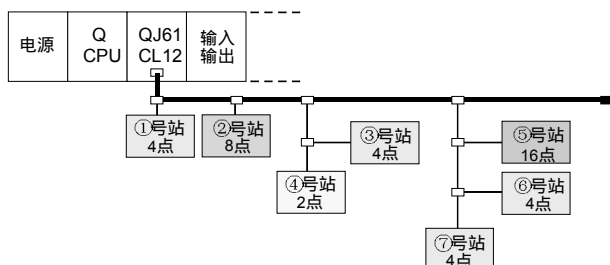 电源
Q
CPU
QJ61
CL12
输入
输出
①号站
4点
②号站
8点
③号站
4点
④号站
2点
⑤号站
16点
⑥号站
4点
⑦号站
4点